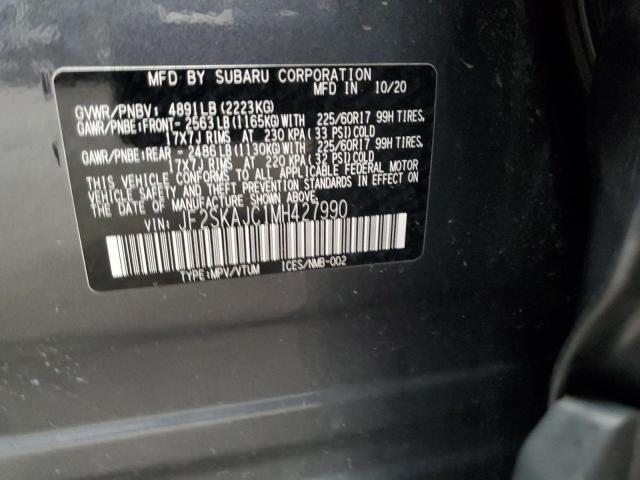 MFD BY SUBARU CORPORATION
MFD IN 10/20
GVWR/PNBV: 4891LB(2223KG)
GAWR/PNBE:FRONT- 2563LB(1165KG)WITH 225/60R17 99H TIRES,
17X7J RIMS AT 230 KPA(33 PSI)COLD
GAWR/PNBE:REAR -2486LB(1130KG)WITH 225/60R17 99H TIRES,
17X7J RIMS AT 220 KPA(32 PSI)COLD
THIS VEHICLE CONFORMS TO ALL APPLICABLE FEDERAL MOTOR
VEHICLE SAFETY AND THEFT PREVENTION STANDARDS IN EFFECT ON
THE DATE OF MANUFACTURE SHOWN ABOVE.
VIN: JF2SKAJC1MH427990
TYPE:MPV/VTUM ICES/NMB-002